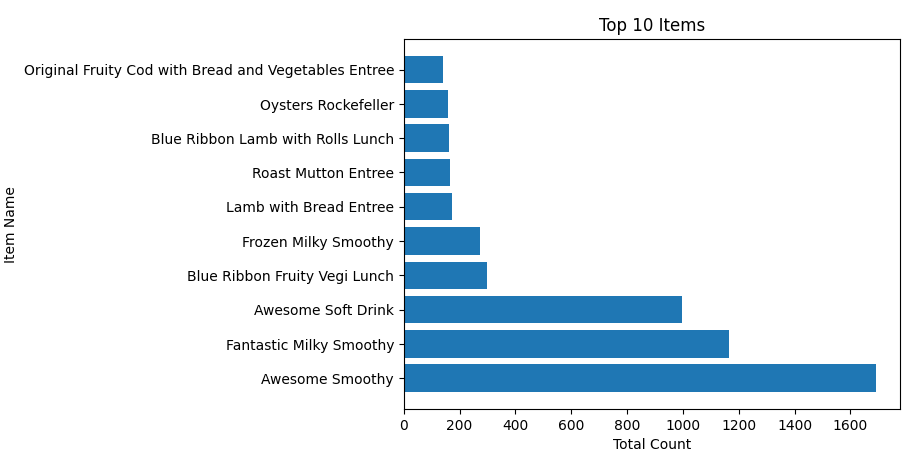 Top 10 Items
Item Name
Original Fruity Cod with Bread and Vegetables Entree
Oysters Rockefeller
Blue Ribbon Lamb with Rolls Lunch
Roast Mutton Entree
Lamb with Bread Entree
Frozen Milky Smoothy
Blue Ribbon Fruity Vegi Lunch
Awesome Soft Drink
Fantastic Milky Smoothy
Awesome Smoothy
0 200 400 600 800 1000 1200 1400 1600
Total Count